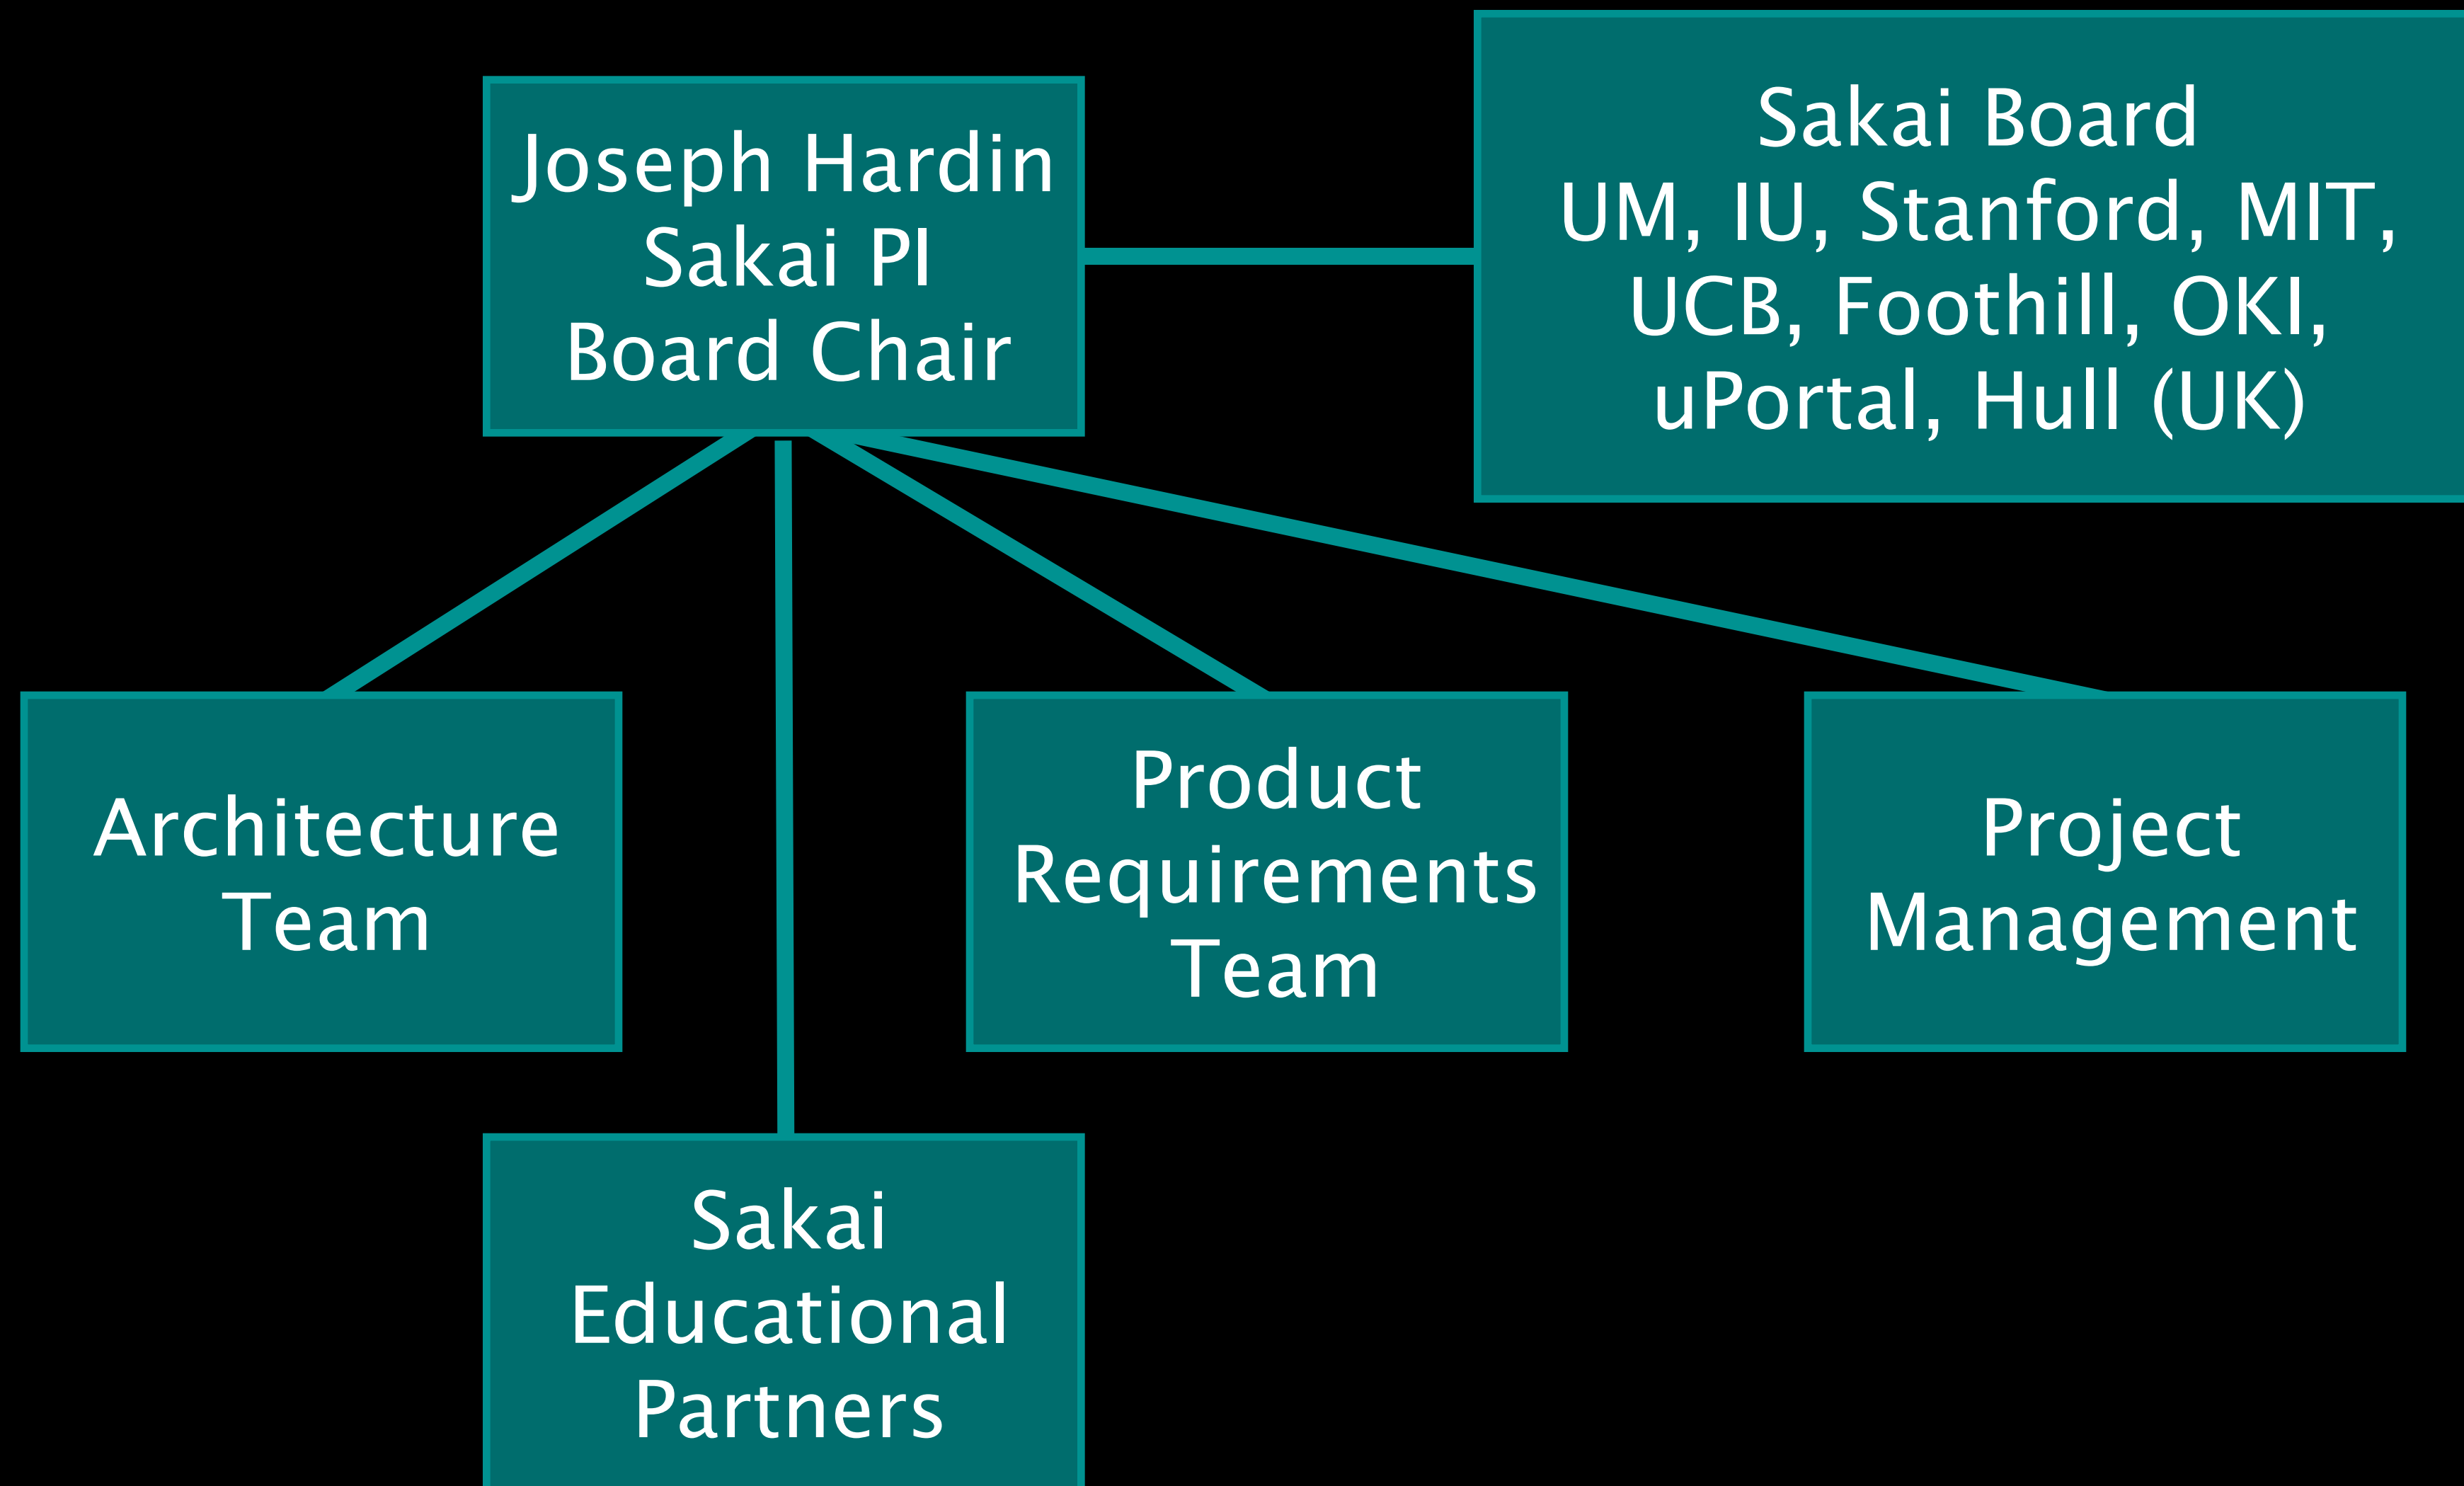 Joseph Hardin
Sakai PI
Board Chair
Sakai Board
UM, IU, Stanford, MIT,
UCB, Foothill, OKI,
uPortal, Hull (UK)
Architecture
Team
Product
Requirements
Team
Project
Management
Sakai
Educational
Partners